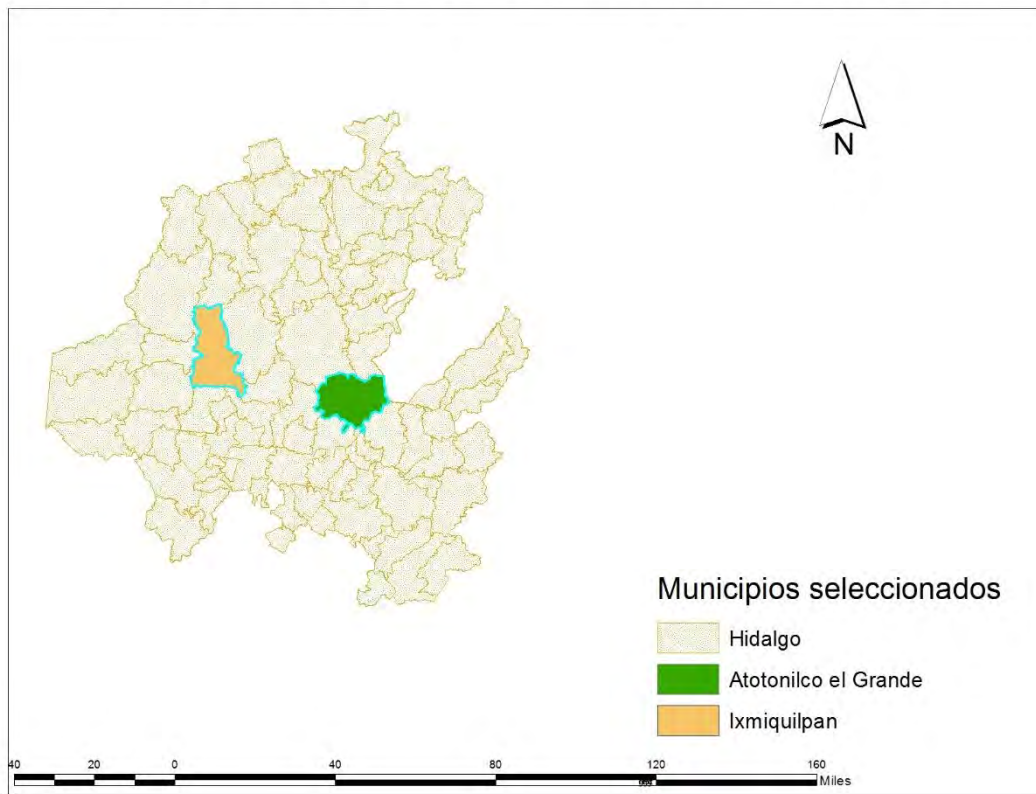 N
Municipios seleccionados
Hidalgo
Atotonilco el Grande
Ixmiquilpan
40 20 0 40 80 120 160
Miles